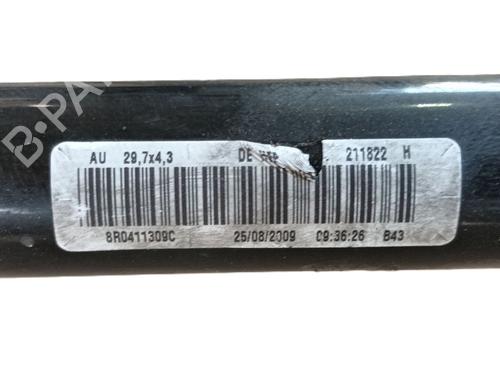 B-PA
AU 29,7x4,3 DE 211822 H
8R0411309C 25/08/2009 09:36:26 B43